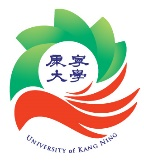 康寧
大學
UNIVERSITY OF KANG NING